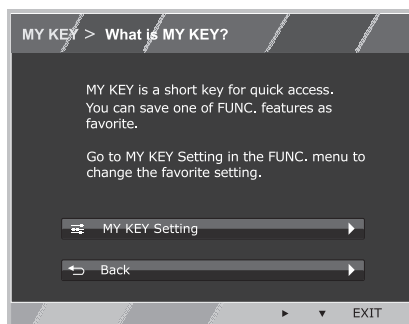 MY KEY > What is MY KEY?
MY KEY is a short key for quick access.
You can save one of FUNC. features as
favorite.
Go to MY KEY Setting in the FUNC. menu to
change the favorite setting.
MY KEY Setting
Back
EXIT